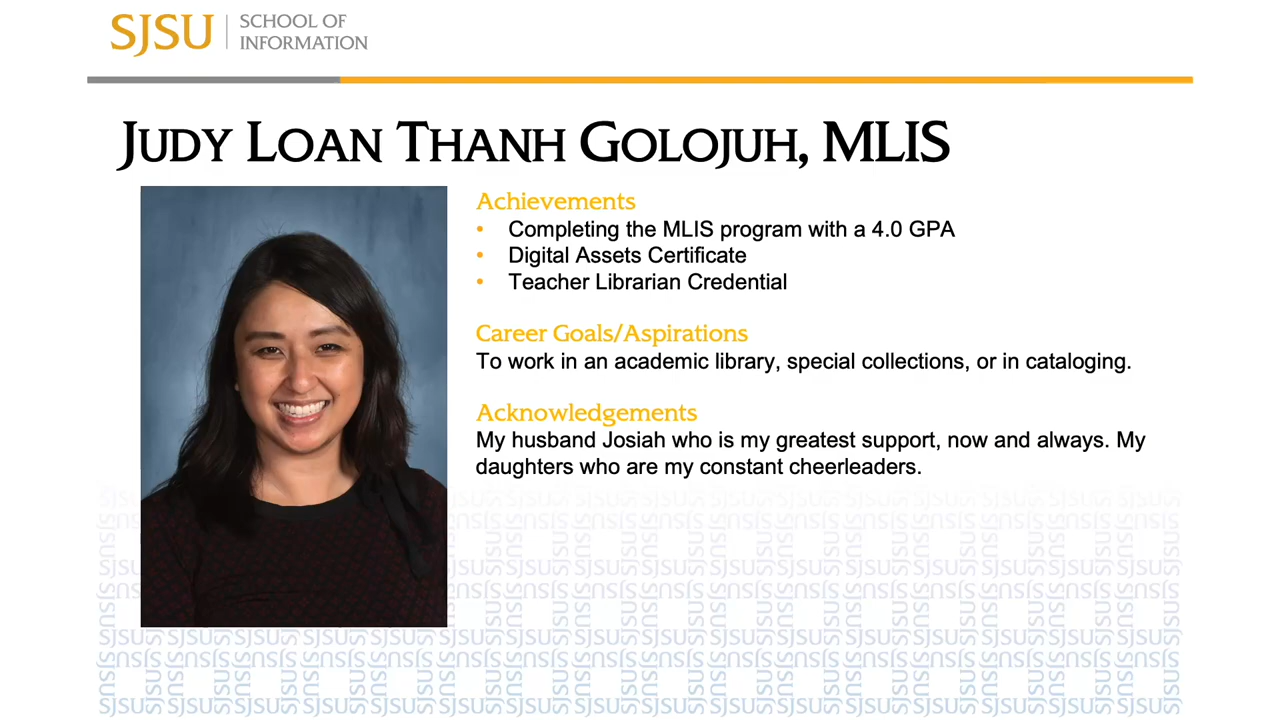 SJSU SCHOOL OF
INFORMATION
JUDY LOAN THANH GOLOJUH, MLIS
Achievements
• Completing the MLIS program with a 4.0 GPA
• Digital Assets Certificate
• Teacher Librarian Credential
Career Goals/Aspirations
To work in an academic library, special collections, or in cataloging.
Acknowledgements
My husband Josiah who is my greatest support, now and always. My
daughters who are my constant cheerleaders.